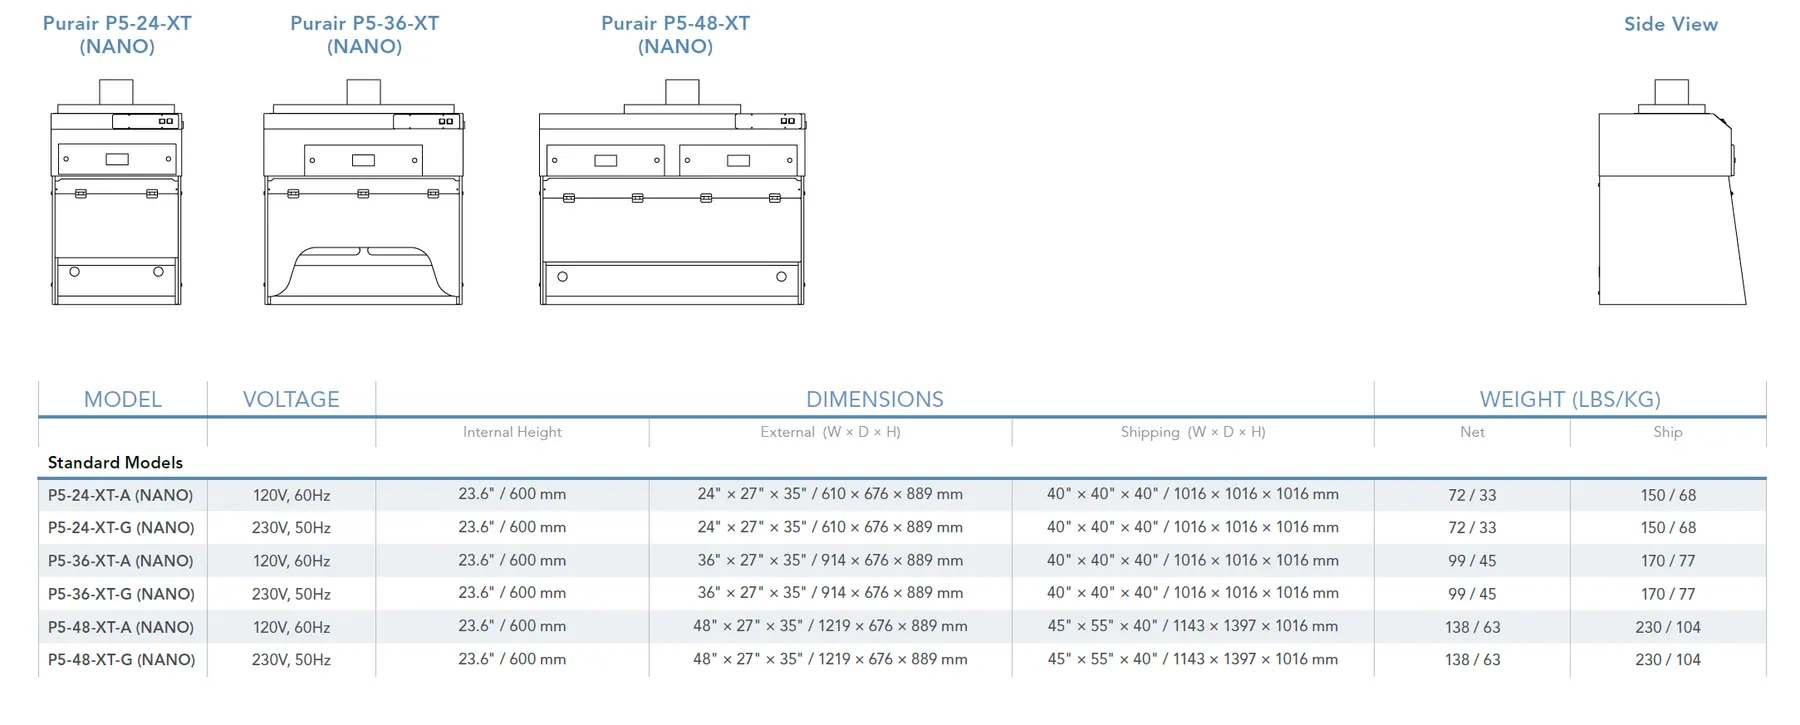 Purair P5-24-XT
(NANO)
Purair P5-36-XT
(NANO)
Purair P5-48-XT
(NANO)
Side View
MODEL VOLTAGE DIMENSIONS WEIGHT (LBS/KG)
Internal Height External (W × D × H) Shipping (W × D × H) Net Ship
Standard Models
P5-24-XT-A (NANO) 120V, 60Hz 23.6" / 600 mm 24" × 27" × 35" / 610 × 676 × 889 mm 40" × 40" × 40" / 1016 × 1016 × 1016 mm 72 / 33 150 / 68
P5-24-XT-G (NANO) 230V, 50Hz 23.6" / 600 mm 24" × 27" × 35" / 610 × 676 × 889 mm 40" × 40" × 40" / 1016 × 1016 × 1016 mm 72 / 33 150 / 68
P5-36-XT-A (NANO) 120V, 60Hz 23.6" / 600 mm 36" × 27" × 35" / 914 × 676 × 889 mm 40" × 40" × 40" / 1016 × 1016 × 1016 mm 99 / 45 170 / 77
P5-36-XT-G (NANO) 230V, 50Hz 23.6" / 600 mm 36" × 27" × 35" / 914 × 676 × 889 mm 40" × 40" × 40" / 1016 × 1016 × 1016 mm 99 / 45 170 / 77
P5-48-XT-A (NANO) 120V, 60Hz 23.6" / 600 mm 48" × 27" × 35" / 1219 × 676 × 889 mm 45" × 55" × 40" / 1143 × 1397 × 1016 mm 138 / 63 230 / 104
P5-48-XT-G (NANO) 230V, 50Hz 23.6" / 600 mm 48" × 27" × 35" / 1219 × 676 × 889 mm 45" × 55" × 40" / 1143 × 1397 × 1016 mm 138 / 63 230 / 104